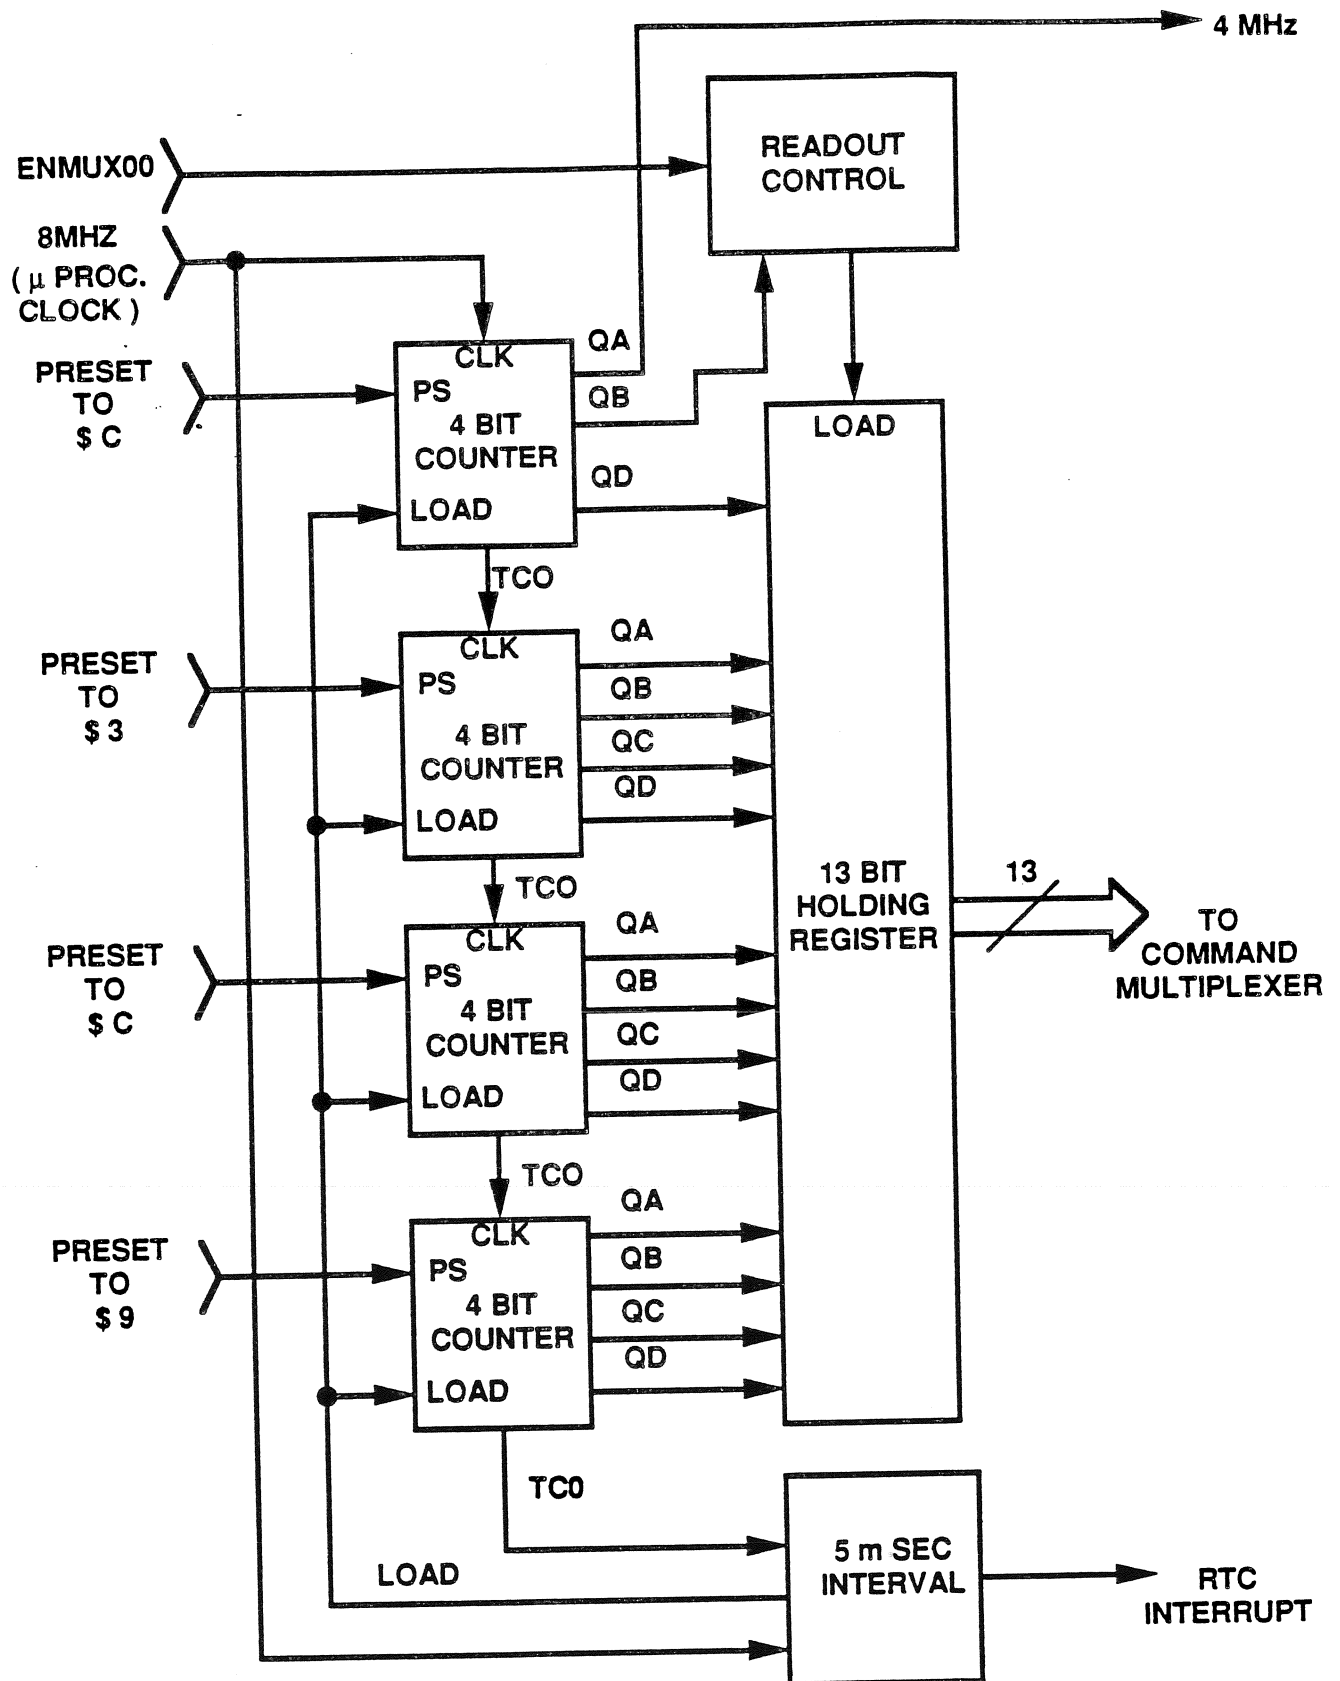 4 MHz
READOUT
CONTROL
ENMUX00
8MHZ
( μ PROC.
CLOCK )
PRESET
TO
$ C
CLK
PS
4 BIT
COUNTER
LOAD
QA
QB
QD
LOAD
TCO
PRESET
TO
$ 3
CLK
PS
4 BIT
COUNTER
LOAD
QA
QB
QC
QD
TCO
13 BIT
HOLDING
REGISTER
13
TO
COMMAND
MULTIPLEXER
PRESET
TO
$ C
CLK
PS
4 BIT
COUNTER
LOAD
QA
QB
QC
QD
TCO
PRESET
TO
$ 9
CLK
PS
4 BIT
COUNTER
LOAD
QA
QB
QC
QD
TC0
LOAD
5 m SEC
INTERVAL
RTC
INTERRUPT